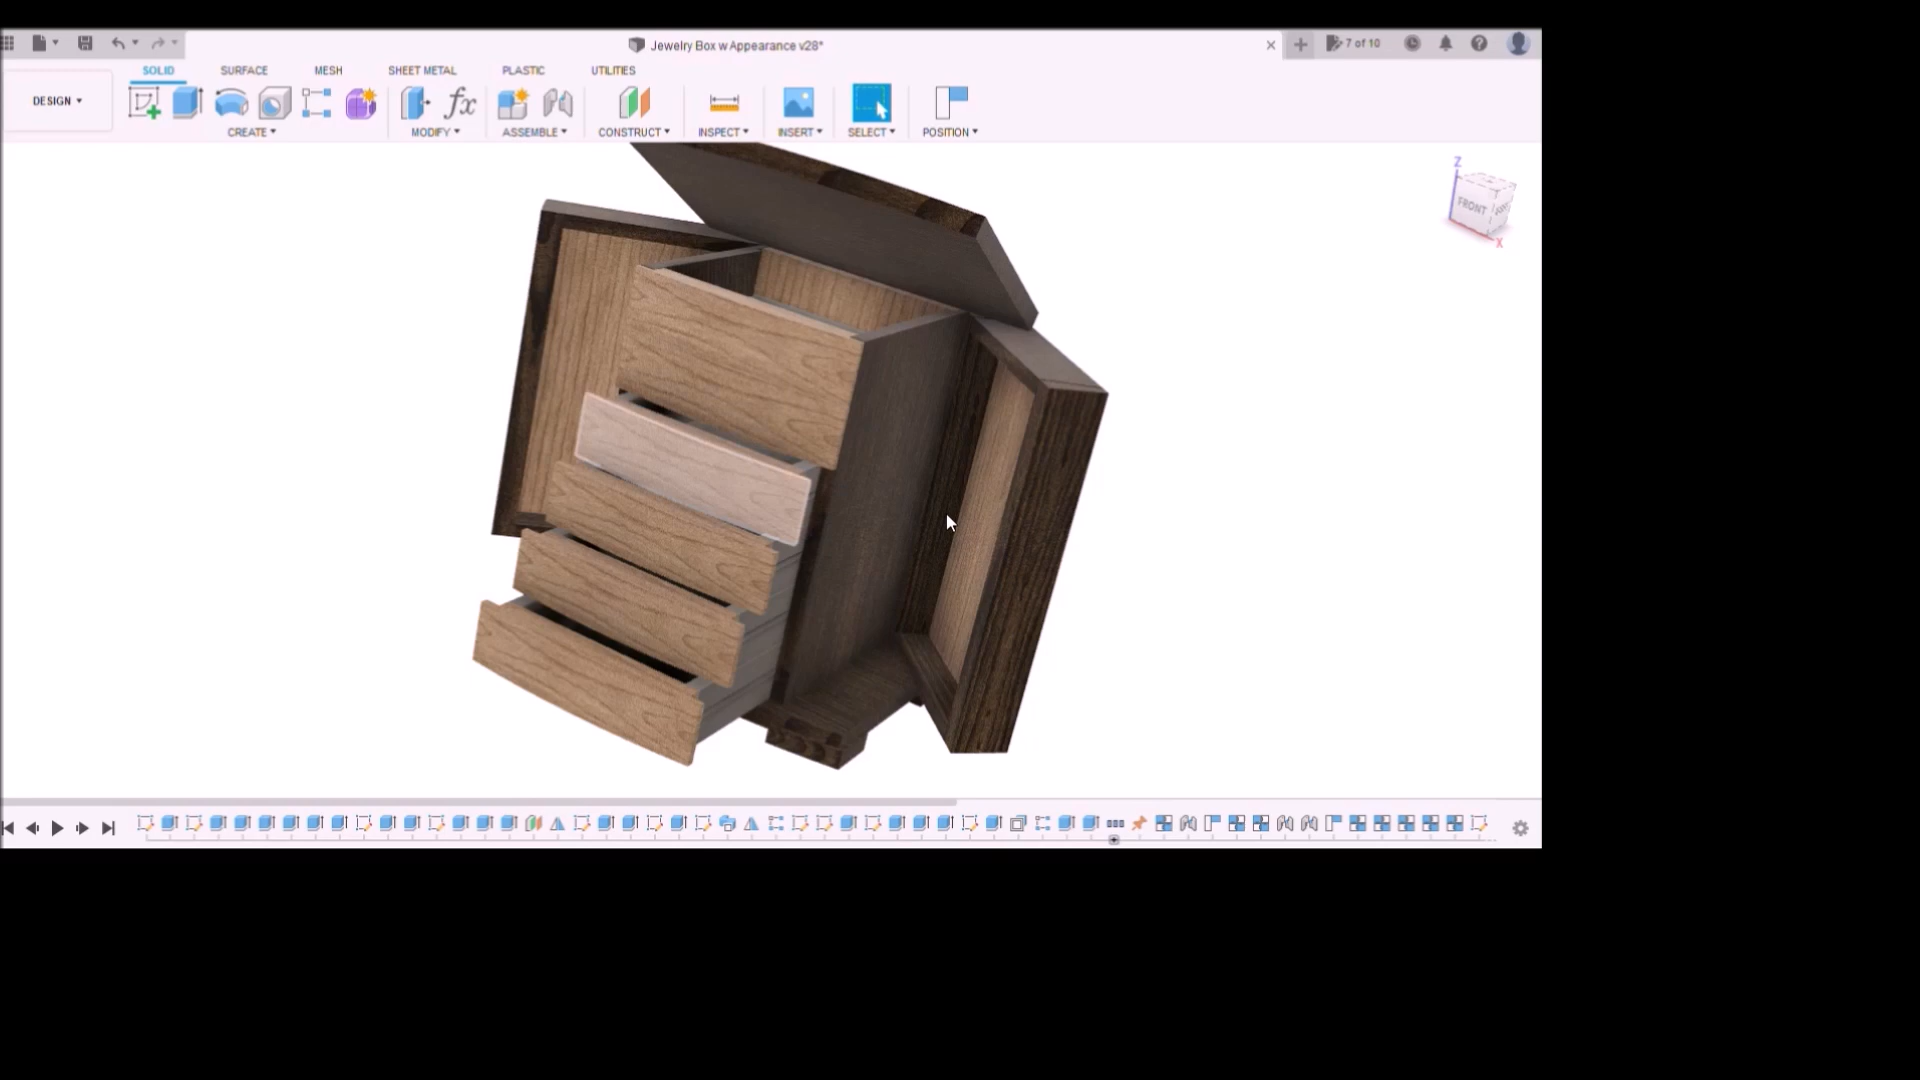 Jewelry Box w Appearance v28*
7 of 10
SOLID SURFACE MESH SHEET METAL PLASTIC UTILITIES
DESIGN
CREATE MODIFY ASSEMBLE CONSTRUCT INSPECT INSERT SELECT POSITION
fx
Z
FRONT
X